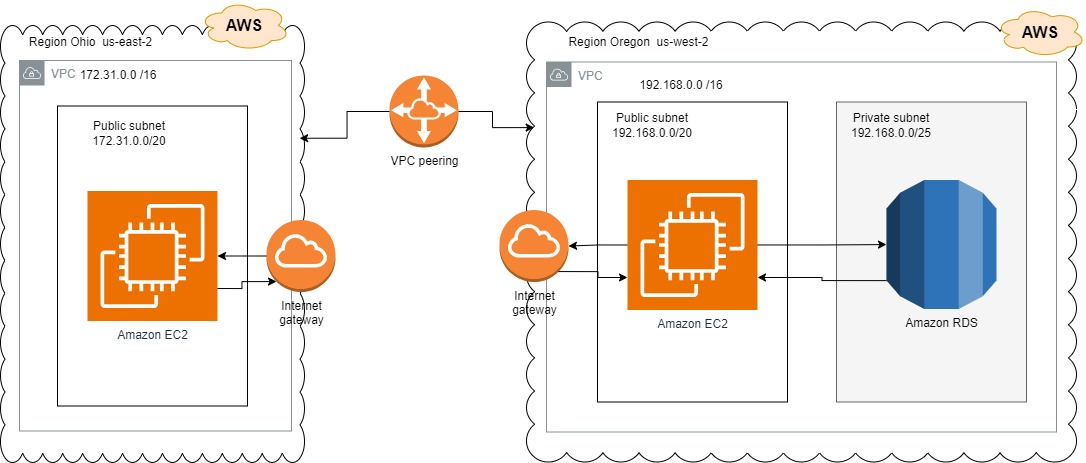 AWS
Region Ohio us-east-2
VPC 172.31.0.0 /16
Public subnet
172.31.0.0/20
Amazon EC2
Internet
gateway
VPC peering
AWS
Region Oregon us-west-2
VPC
192.168.0.0 /16
Public subnet
192.168.0.0/20
Private subnet
192.168.0.0/25
Internet
gateway
Amazon EC2
Amazon RDS